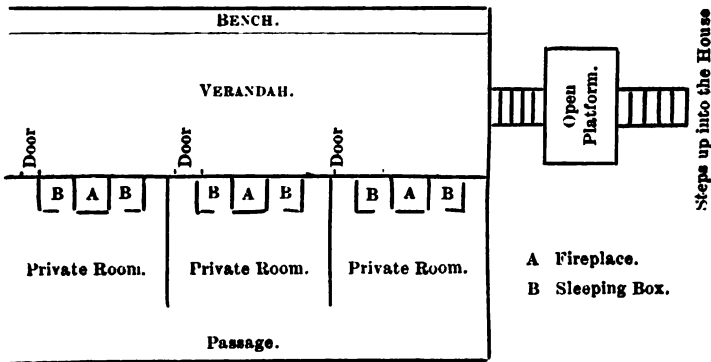 BENCH.
VERANDAH.
Door Door Door
B A B B A B B A B
Private Room. Private Room. Private Room.
Passage.
Open
Platform.
Steps up into the House
A Fireplace.
B Sleeping Box.